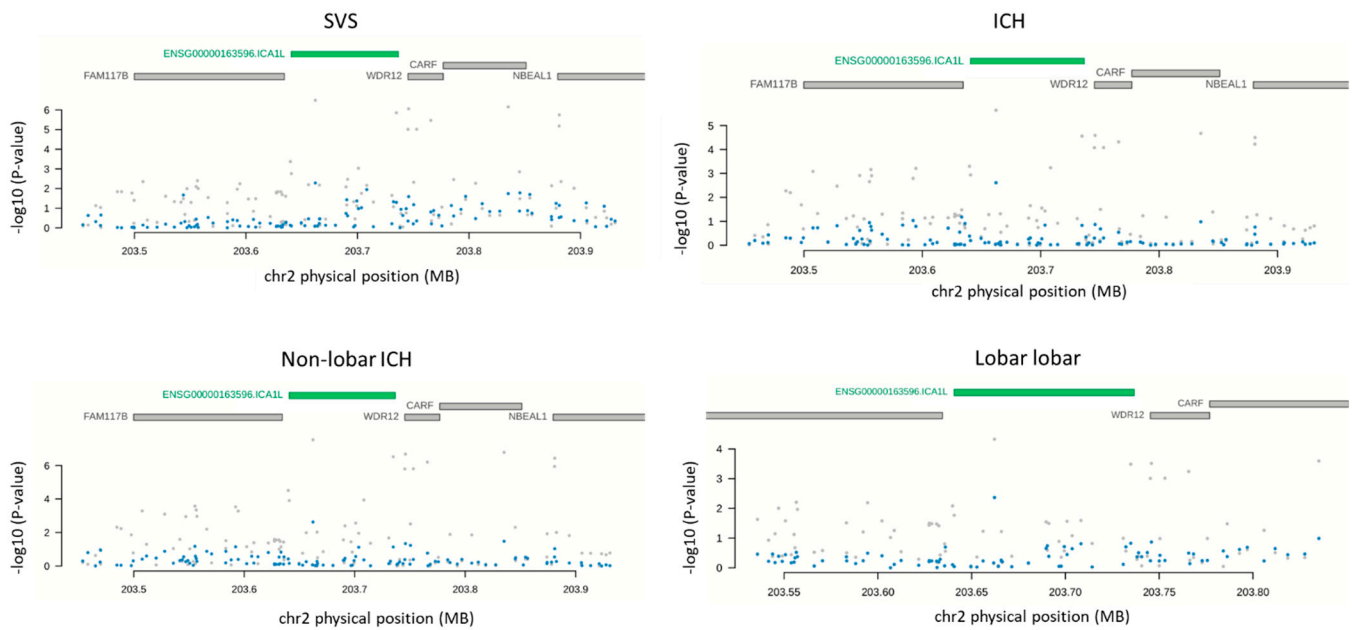 SVS
ENSG00000163596.ICA1L
CARF
FAM117B WDR12 NBEAL1
6
5
4
3
2
1
0
-log10 (P-value)
203.5 203.6 203.7 203.8 203.9
chr2 physical position (MB)
ICH
ENSG00000163596.ICA1L
CARF
FAM117B WDR12 NBEAL1
5
4
3
2
1
0
-log10 (P-value)
203.5 203.6 203.7 203.8 203.9
chr2 physical position (MB)
Non-lobar ICH
ENSG00000163596.ICA1L
CARF
FAM117B WDR12 NBEAL1
6
4
2
0
-log10 (P-value)
203.5 203.6 203.7 203.8 203.9
chr2 physical position (MB)
Lobar lobar
ENSG00000163596.ICA1L
CARF
WDR12
4
3
2
1
0
-log10 (P-value)
203.55 203.60 203.65 203.70 203.75 203.80
chr2 physical position (MB)